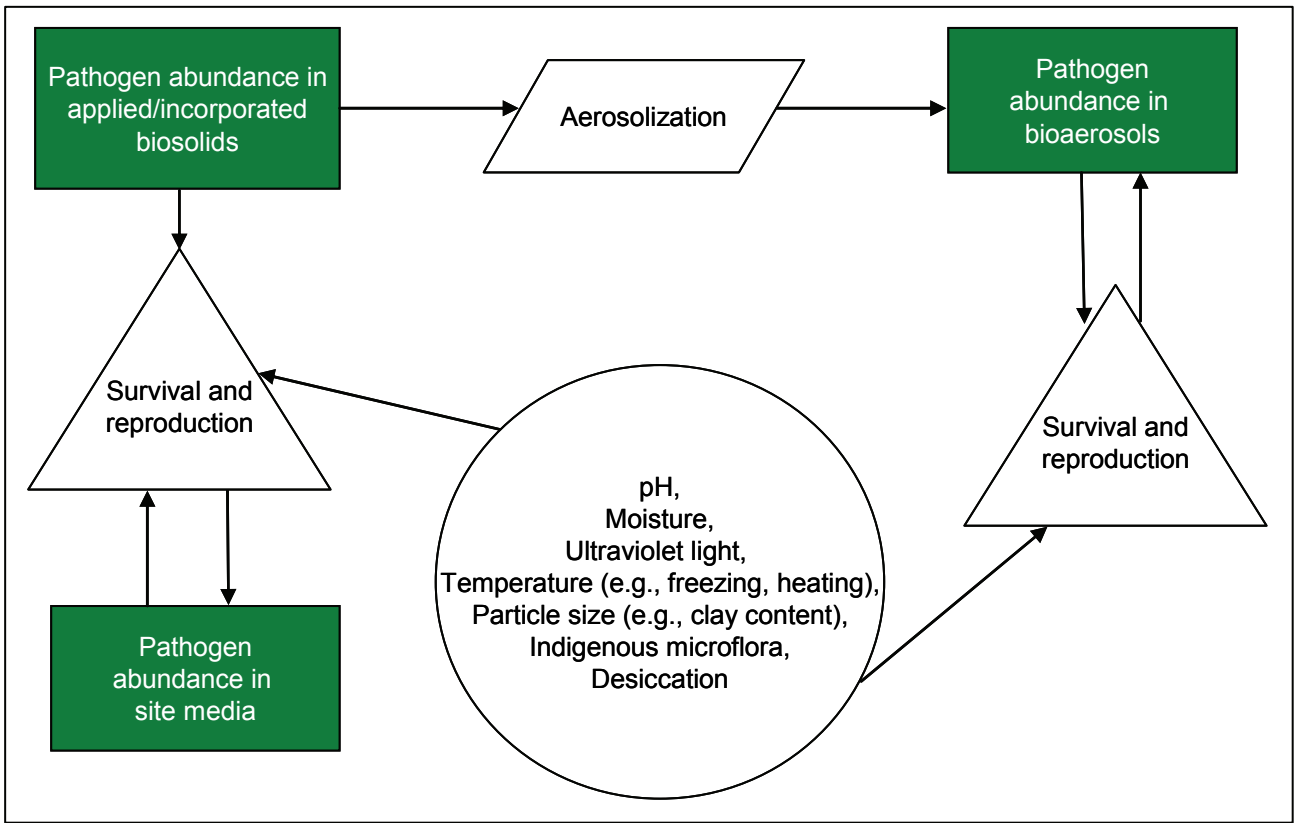 Pathogen abundance in
applied/incorporated
biosolids
Aerosolization
Pathogen
abundance in
bioaerosols
Survival and
reproduction
Survival and
reproduction
pH,
Moisture,
Ultraviolet light,
Temperature (e.g., freezing, heating),
Particle size (e.g., clay content),
Indigenous microflora,
Desiccation
Pathogen
abundance in
site media